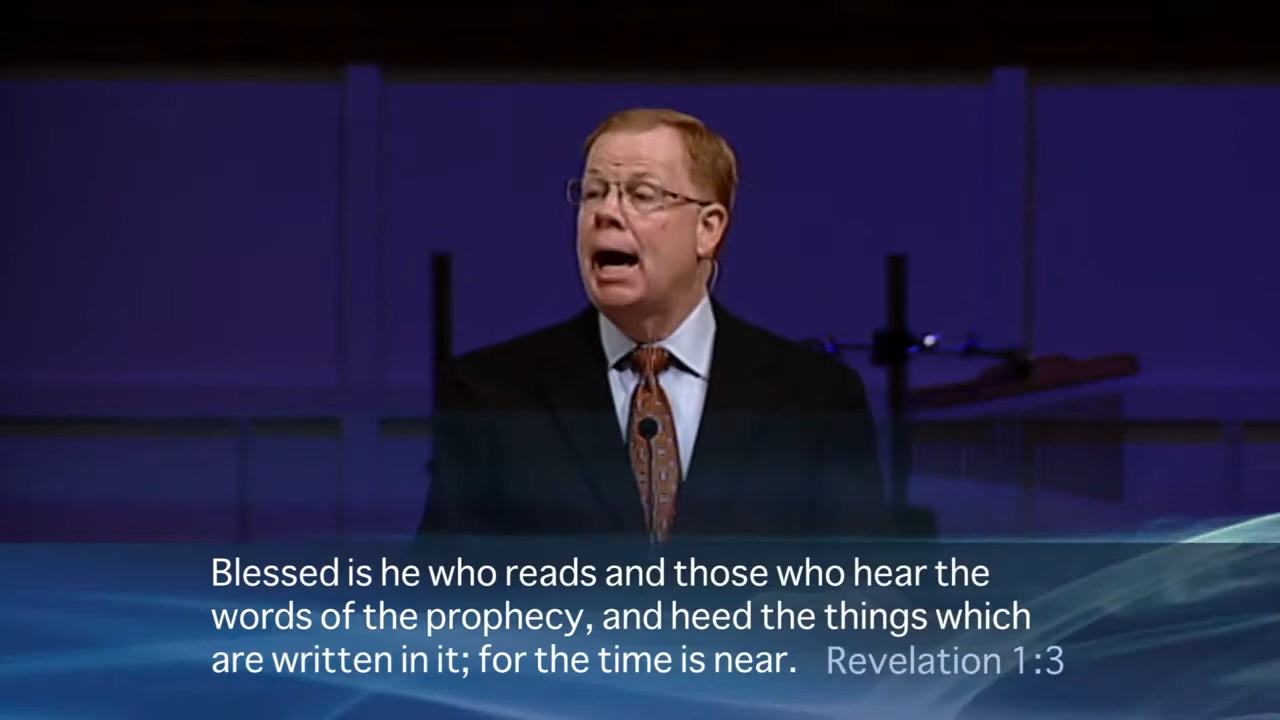 Blessed is he who reads and those who hear the
words of the prophecy, and heed the things which
are written in it; for the time is near. Revelation 1:3